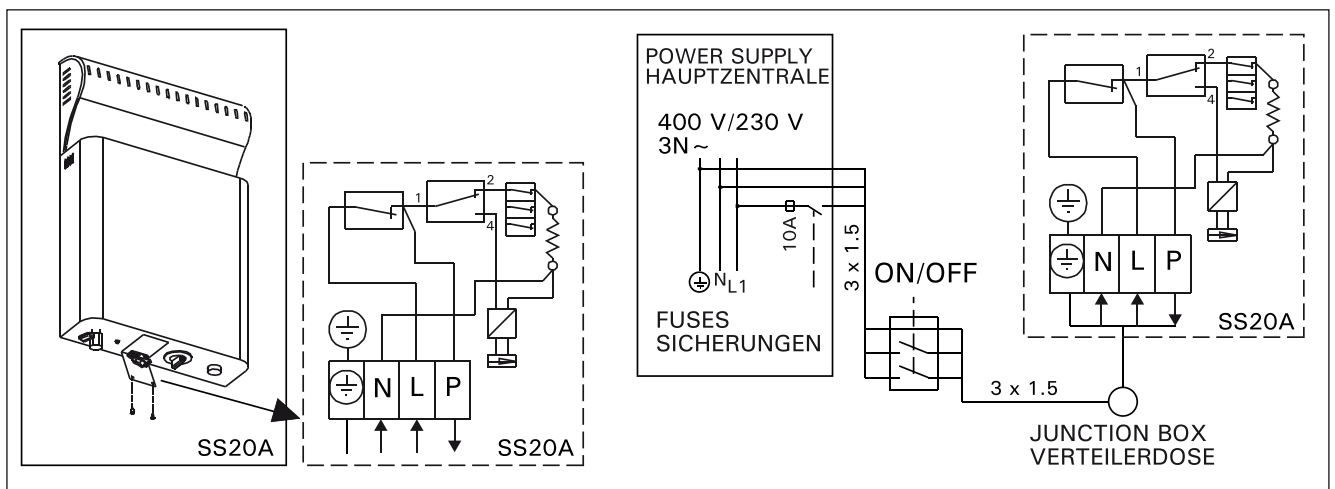 SS20A
1
2
4
N L P
SS20A
POWER SUPPLY
HAUPTZENTRALE
400 V/230 V
3N ~
10A
N
L1
FUSES
SICHERUNGEN
3 x 1.5
ON/OFF
3 x 1.5
JUNCTION BOX
VERTEILERDOSE
1
2
4
N L P
SS20A